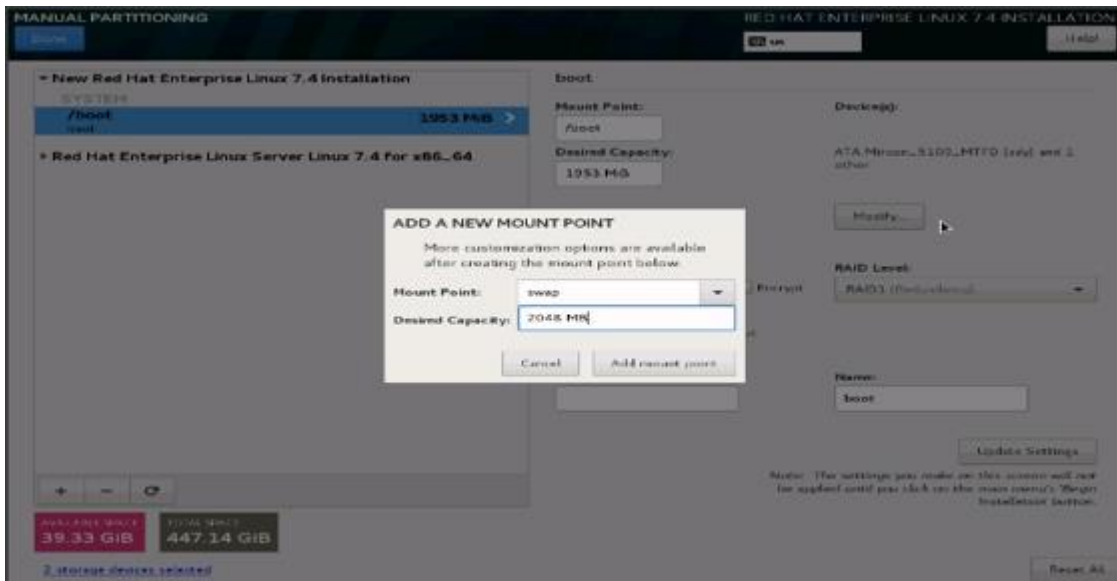 MANUAL PARTITIONING
RED HAT ENTERPRISE LINUX 7.4 INSTALLATION
Done
us
Help!
New Red Hat Enterprise Linux 7.4 Installation
SYSTEM
/boot
1953 MiB
boot
Mount Point:
/boot
Device(s):
Red Hat Enterprise Linux Server Linux 7.4 for x86_64
Desired Capacity:
1953 MiB
other
Modify...
ADD A NEW MOUNT POINT
More customization options are available
after creating the mount point below.
Mount Point:
swap
Desired Capacity:
2048 MB
Cancel
Add mount point
Encrypt
RAID Level:
RAID1
Name:
boot
Update Settings
Note: The settings you make on this screen will not
be applied until you click on the main menu's 'Begin
Installation' button.
+ -
AVAILABLE SPACE
39.33 GiB
TOTAL SPACE
447.14 GiB
2 storage devices selected
Reset All